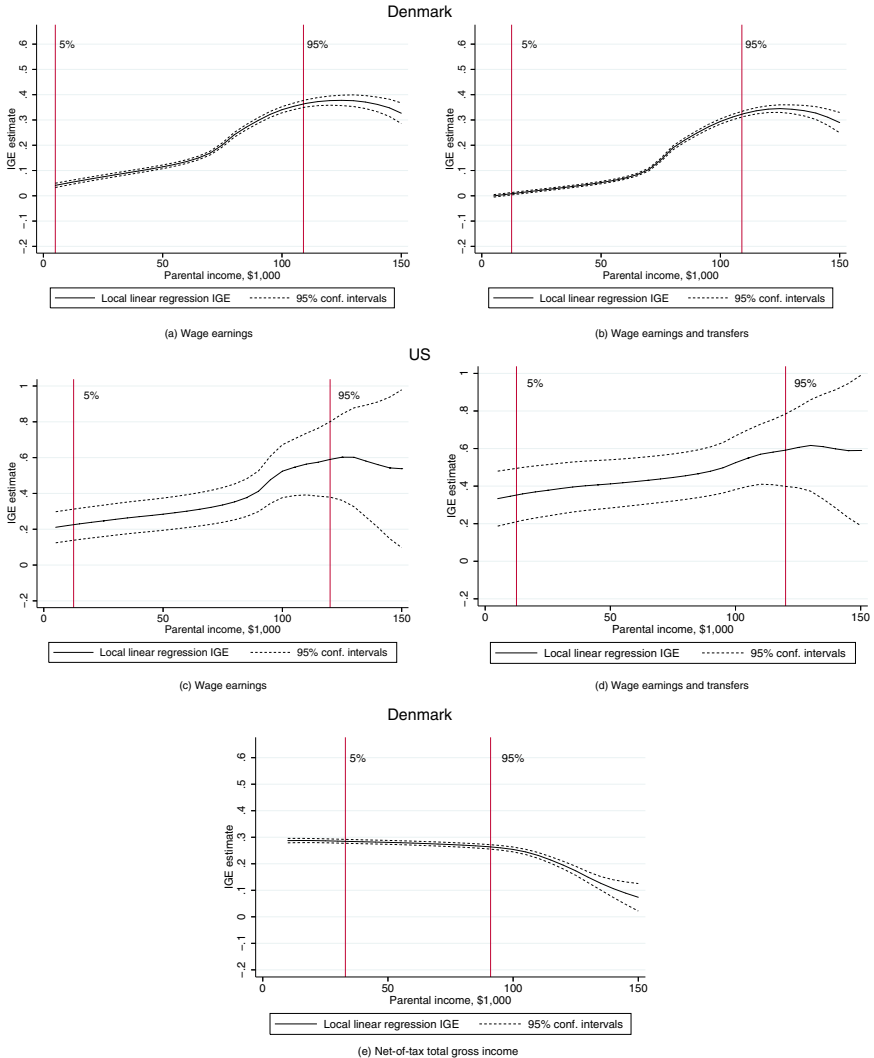 Denmark
5%
95%
IGE estimate
.6
.5
.4
.3
.2
.1
0
-.1
-.2
0 50 100 150
Parental income, $1,000
Local linear regression IGE 95% conf. intervals
(a) Wage earnings
5%
95%
IGE estimate
.6
.5
.4
.3
.2
.1
0
-.1
-.2
0 50 100 150
Parental income, $1,000
Local linear regression IGE 95% conf. intervals
(b) Wage earnings and transfers
US
5%
95%
IGE estimate
1
.8
.6
.4
.2
0
-.2
0 50 100 150
Parental income, $1,000
Local linear regression IGE 95% conf. intervals
(c) Wage earnings
5%
95%
IGE estimate
1
.8
.6
.4
.2
0
-.2
0 50 100 150
Parental income, $1,000
Local linear regression IGE 95% conf. intervals
(d) Wage earnings and transfers
Denmark
5%
95%
IGE estimate
.6
.5
.4
.3
.2
.1
0
-.1
-.2
0 50 100 150
Parental income, $1,000
Local linear regression IGE 95% conf. intervals
(e) Net-of-tax total gross income